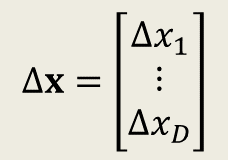 Δx₁
Δ𝐱 = ⋮
Δx_D